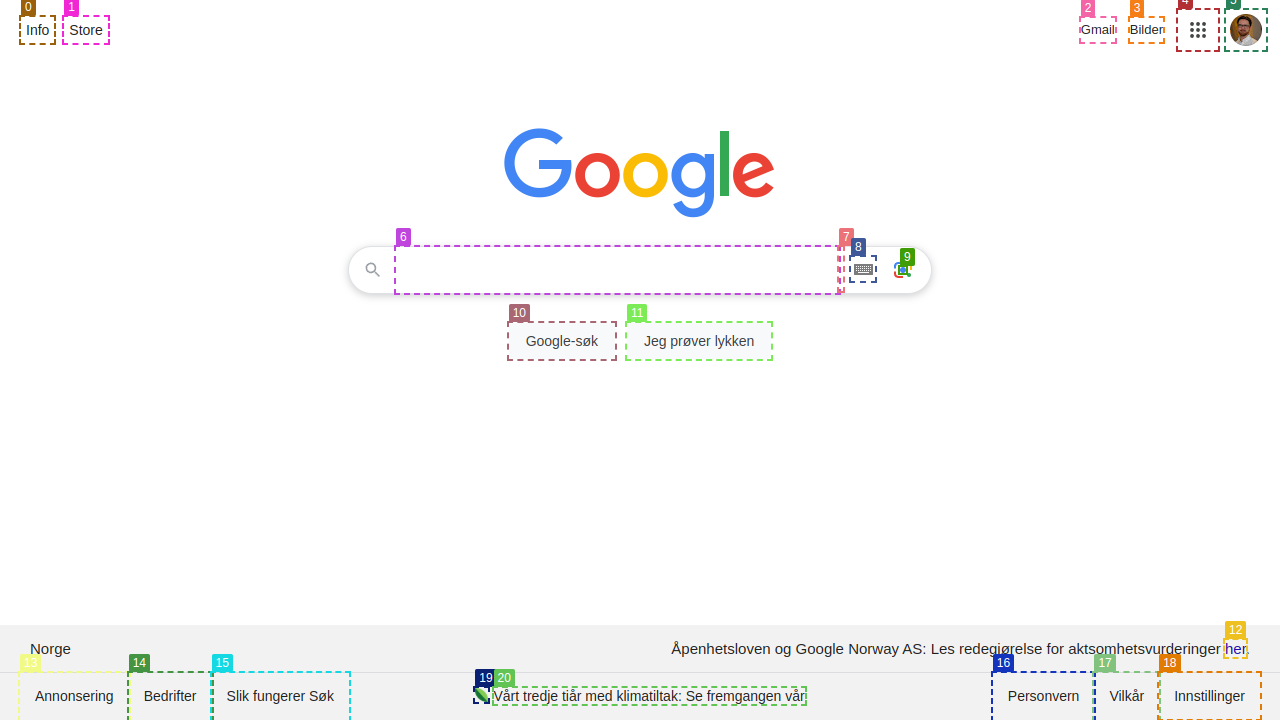 0 1 2 3 4 5
Info Store Gmail Bilder
Google
6 7 8 9
10 11
Google-søk Jeg prøver lykken
12
Norge Åpenhetsloven og Google Norway AS: Les redegjørelse for aktsomhetsvurderinger her.
13 14 15 19 20 16 17 18
Annonsering Bedrifter Slik fungerer Søk Vårt tredje tiår med klimatiltak: Se fremgangen vår Personvern Vilkår Innstillinger